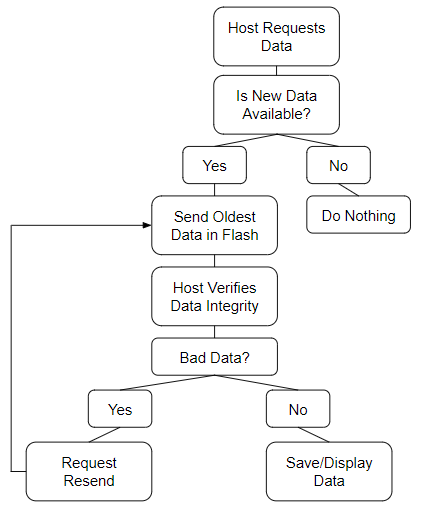 Host Requests
Data
Is New Data
Available?
Yes
No
Send Oldest
Data in Flash
Do Nothing
Host Verifies
Data Integrity
Bad Data?
Yes
No
Request
Resend
Save/Display
Data